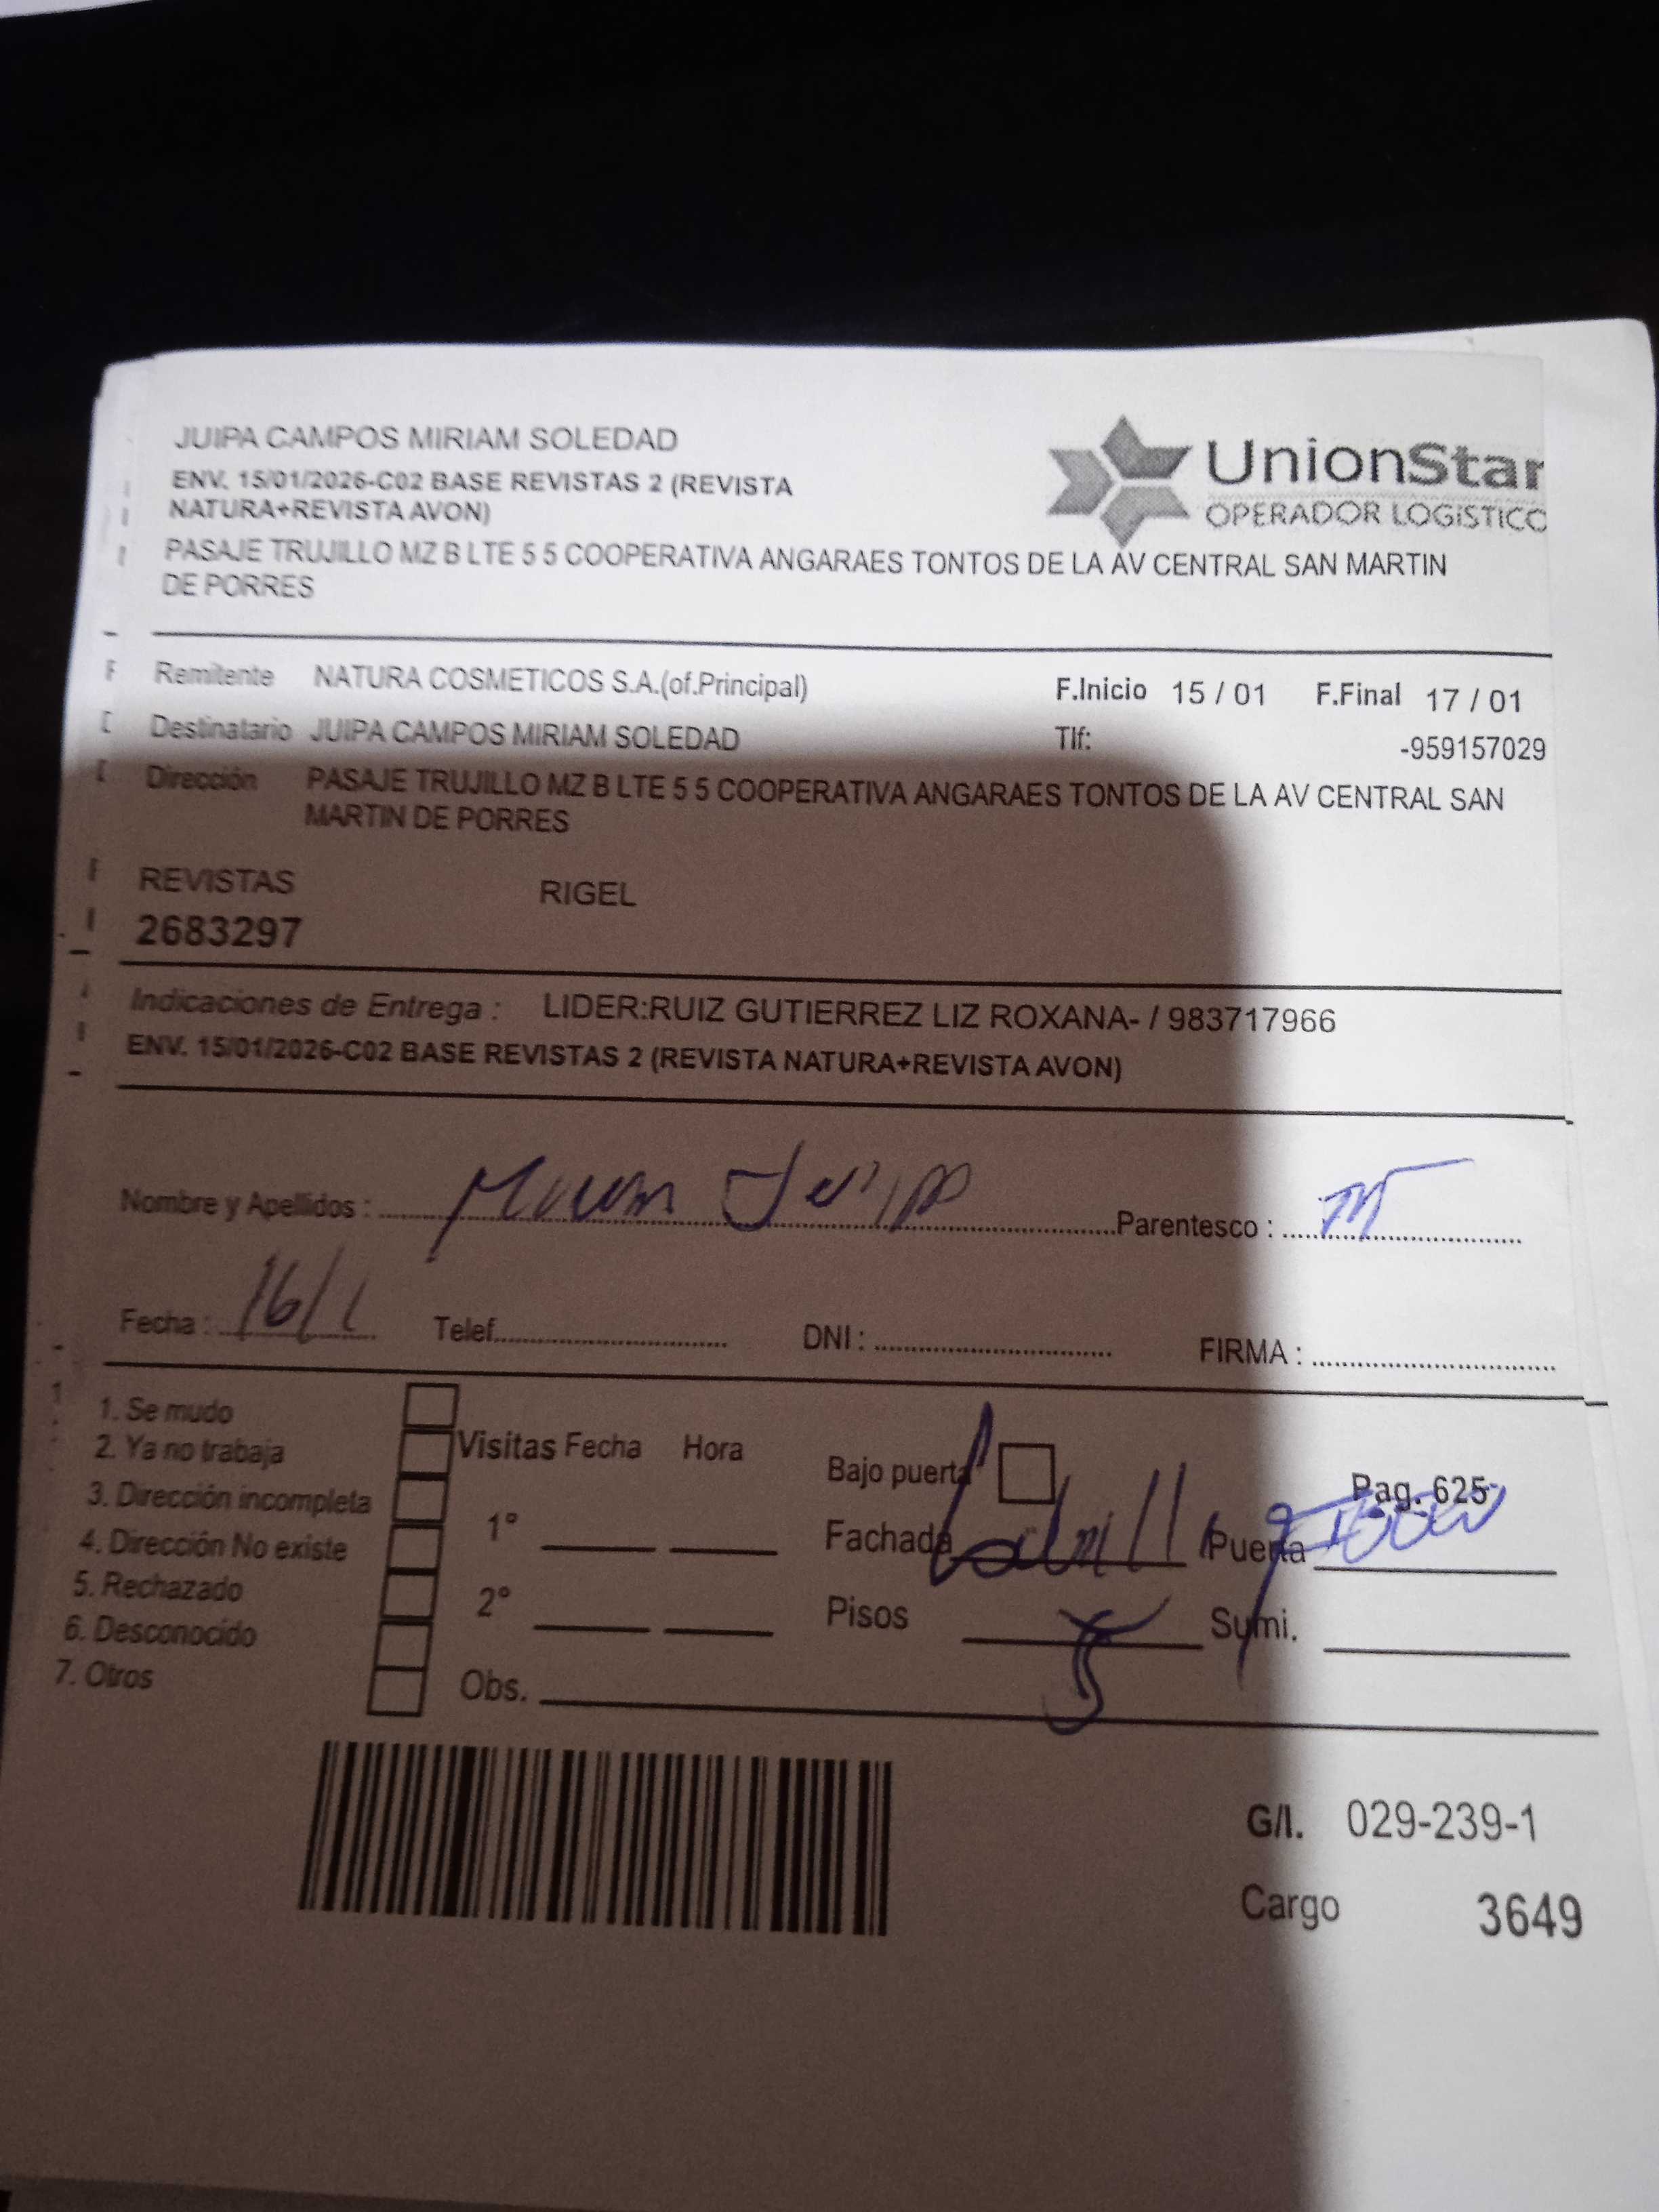 JUIPA CAMPOS MIRIAM SOLEDAD
ENV. 15/01/2026-C02 BASE REVISTAS 2 (REVISTA
NATURA+REVISTA AVON)
UnionStar
OPERADOR LOGISTICO
PASAJE TRUJILLO MZ B LTE 5 5 COOPERATIVA ANGARAES TONTOS DE LA AV CENTRAL SAN MARTIN
DE PORRES
Remitente NATURA COSMETICOS S.A.(of.Principal) F.Inicio 15 / 01 F.Final 17 / 01
Destinatario JUIPA CAMPOS MIRIAM SOLEDAD Tlf: -959157029
Dirección PASAJE TRUJILLO MZ B LTE 5 5 COOPERATIVA ANGARAES TONTOS DE LA AV CENTRAL SAN
MARTIN DE PORRES
REVISTAS RIGEL
2683297
Indicaciones de Entrega : LIDER:RUIZ GUTIERREZ LIZ ROXANA- / 983717966
ENV. 15/01/2026-C02 BASE REVISTAS 2 (REVISTA NATURA+REVISTA AVON)
Nombre y Apellidos : Juipa Parentesco :
Fecha : 16/1 Telef. DNI : FIRMA :
1. Se mudo
2. Ya no trabaja Visitas Fecha Hora Bajo puerta Pag. 625
3. Dirección incompleta
4. Dirección No existe 1° Fachada Puerta
5. Rechazado
6. Desconocido 2° Pisos 5 Sumi.
7. Otros Obs.
G/I. 029-239-1
Cargo 3649